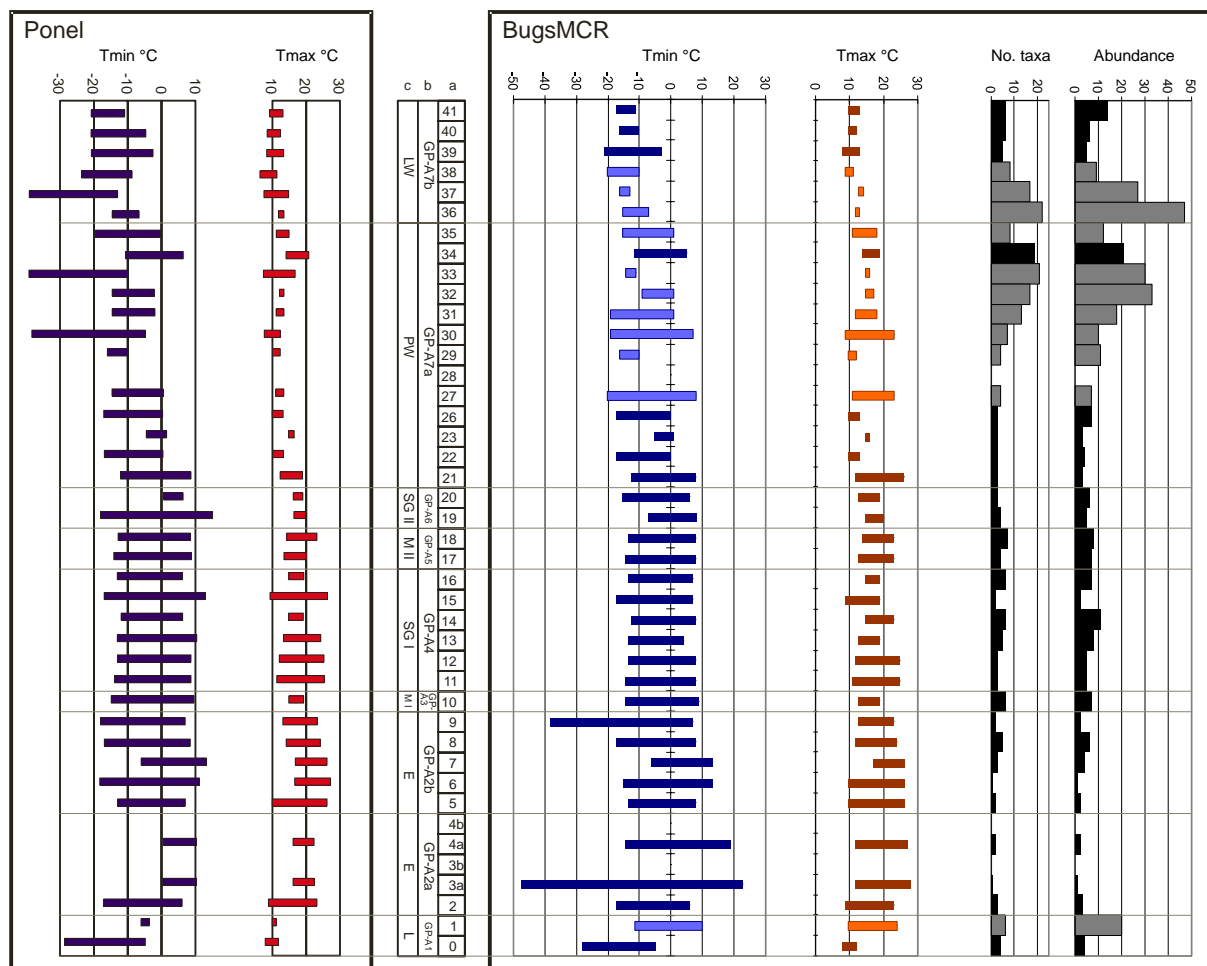 Ponel
BugsMCR
Tmin °C
Tmax °C
Tmin °C
Tmax °C
No. taxa
Abundance
-30 -20 -10 0 10
0 10 20 30
c b a
-50 -40 -30 -20 -10 0 10 20 30
0 10 20 30
0 10 20
0 10 20 30 40 50
41
40
39
38
37
36
35
34
33
32
31
30
29
28
27
26
23
22
21
20
19
18
17
16
15
14
13
12
11
10
9
8
7
6
5
4b
4a
3b
3a
2
1
0
LW
GP-A7b
PW
GP-A7a
SG II
GP-A6
M II
GP-A5
SG I
GP-A4
M I
GP-A3
E
GP-A2b
E
GP-A2a
L
GP-A1